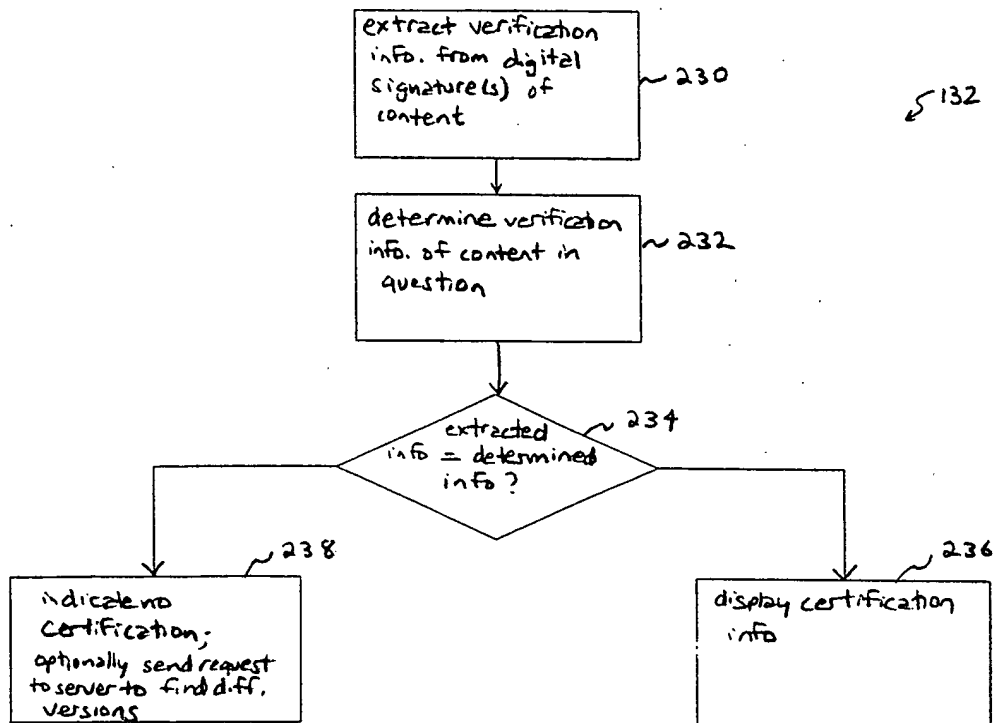 extract verification
info. from digital
signature(s) of
content
230
132
determine verification
info. of content in
question
232
extracted
info = determined
info?
234
238
indicate no
certification;
optionally send request
to server to find diff.
versions
236
display certification
info